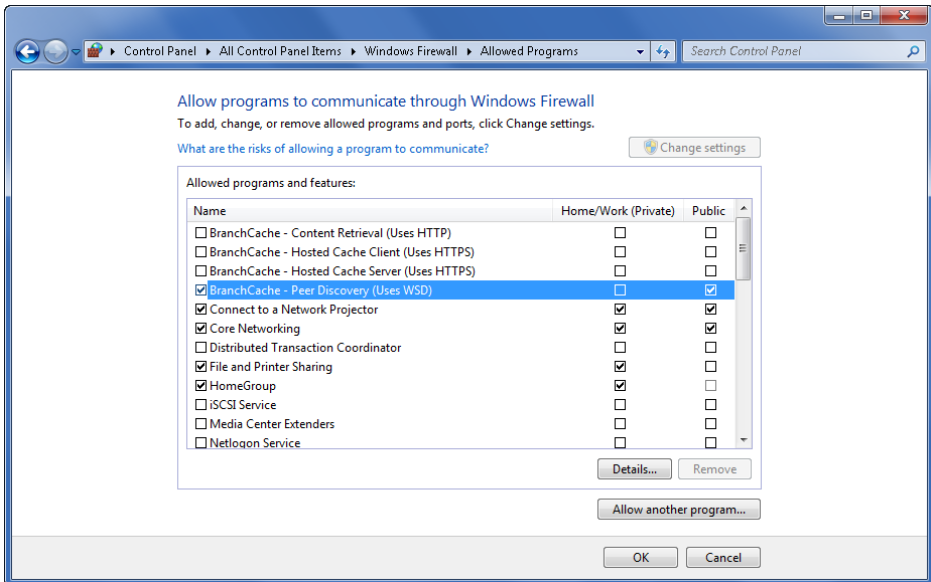 Control Panel ▸ All Control Panel Items ▸ Windows Firewall ▸ Allowed Programs
Search Control Panel
Allow programs to communicate through Windows Firewall
To add, change, or remove allowed programs and ports, click Change settings.
What are the risks of allowing a program to communicate?
Change settings
Allowed programs and features:
Name Home/Work (Private) Public
BranchCache - Content Retrieval (Uses HTTP)
BranchCache - Hosted Cache Client (Uses HTTPS)
BranchCache - Hosted Cache Server (Uses HTTPS)
BranchCache - Peer Discovery (Uses WSD)
Connect to a Network Projector
Core Networking
Distributed Transaction Coordinator
File and Printer Sharing
HomeGroup
iSCSI Service
Media Center Extenders
Netlogon Service
Details... Remove
Allow another program...
OK Cancel